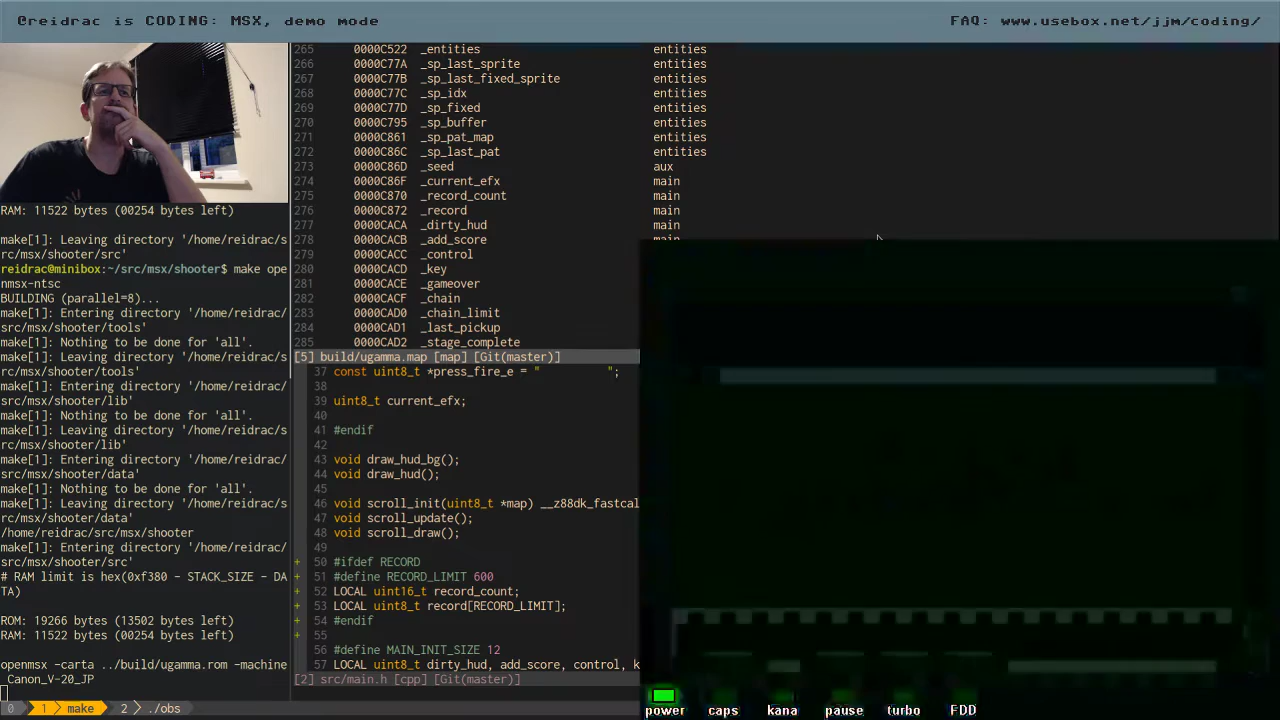 @reidrac is CODING: MSX, demo mode
FAQ: www.usebox.net/jjm/coding/
RAM: 11522 bytes (00254 bytes left)
make[1]: Leaving directory '/home/reidrac/s
rc/msx/shooter/src'
reidrac@minibox:~/src/msx/shooter$ make ope
nmsx-ntsc
BUILDING (parallel=8)...
make[1]: Entering directory '/home/reidrac/
src/msx/shooter/tools'
make[1]: Nothing to be done for 'all'.
make[1]: Leaving directory '/home/reidrac/s
rc/msx/shooter/tools'
make[1]: Entering directory '/home/reidrac/
src/msx/shooter/lib'
make[1]: Nothing to be done for 'all'.
make[1]: Leaving directory '/home/reidrac/s
rc/msx/shooter/lib'
make[1]: Entering directory '/home/reidrac/
src/msx/shooter/data'
make[1]: Nothing to be done for 'all'.
make[1]: Leaving directory '/home/reidrac/s
rc/msx/shooter/data'
/home/reidrac/src/msx/shooter
make[1]: Entering directory '/home/reidrac/
src/msx/shooter/src'
# RAM limit is hex(0xf380 - STACK_SIZE - DA
TA)
ROM: 19266 bytes (13502 bytes left)
RAM: 11522 bytes (00254 bytes left)
openmsx -carta ../build/ugamma.rom -machine
Canon_V-20_JP
0 1 make 2 ./obs
265 0000C522 _entities entities
266 0000C77A _sp_last_sprite entities
267 0000C77B _sp_last_fixed_sprite entities
268 0000C77C _sp_idx entities
269 0000C77D _sp_fixed entities
270 0000C795 _sp_buffer entities
271 0000C861 _sp_pat_map entities
272 0000C86C _sp_last_pat entities
273 0000C86D _seed aux
274 0000C86F _current_efx main
275 0000C870 _record_count main
276 0000C872 _record main
277 0000CACA _dirty_hud main
278 0000CACB _add_score main
279 0000CACC _control
280 0000CACD _key
281 0000CACE _gameover
282 0000CACF _chain
283 0000CAD0 _chain_limit
284 0000CAD1 _last_pickup
285 0000CAD2 _stage_complete
[5] build/ugamma.map [map] [Git(master)]
37 const uint8_t *press_fire_e = "          ";
38
39 uint8_t current_efx;
40
41 #endif
42
43 void draw_hud_bg();
44 void draw_hud();
45
46 void scroll_init(uint8_t *map) __z88dk_fastcal
47 void scroll_update();
48 void scroll_draw();
49
+ 50 #ifdef RECORD
+ 51 #define RECORD_LIMIT 600
+ 52 LOCAL uint16_t record_count;
+ 53 LOCAL uint8_t record[RECORD_LIMIT];
+ 54 #endif
+ 55
56 #define MAIN_INIT_SIZE 12
57 LOCAL uint8_t dirty_hud, add_score, control, k
[2] src/main.h [cpp] [Git(master)]
power caps kana pause turbo FDD